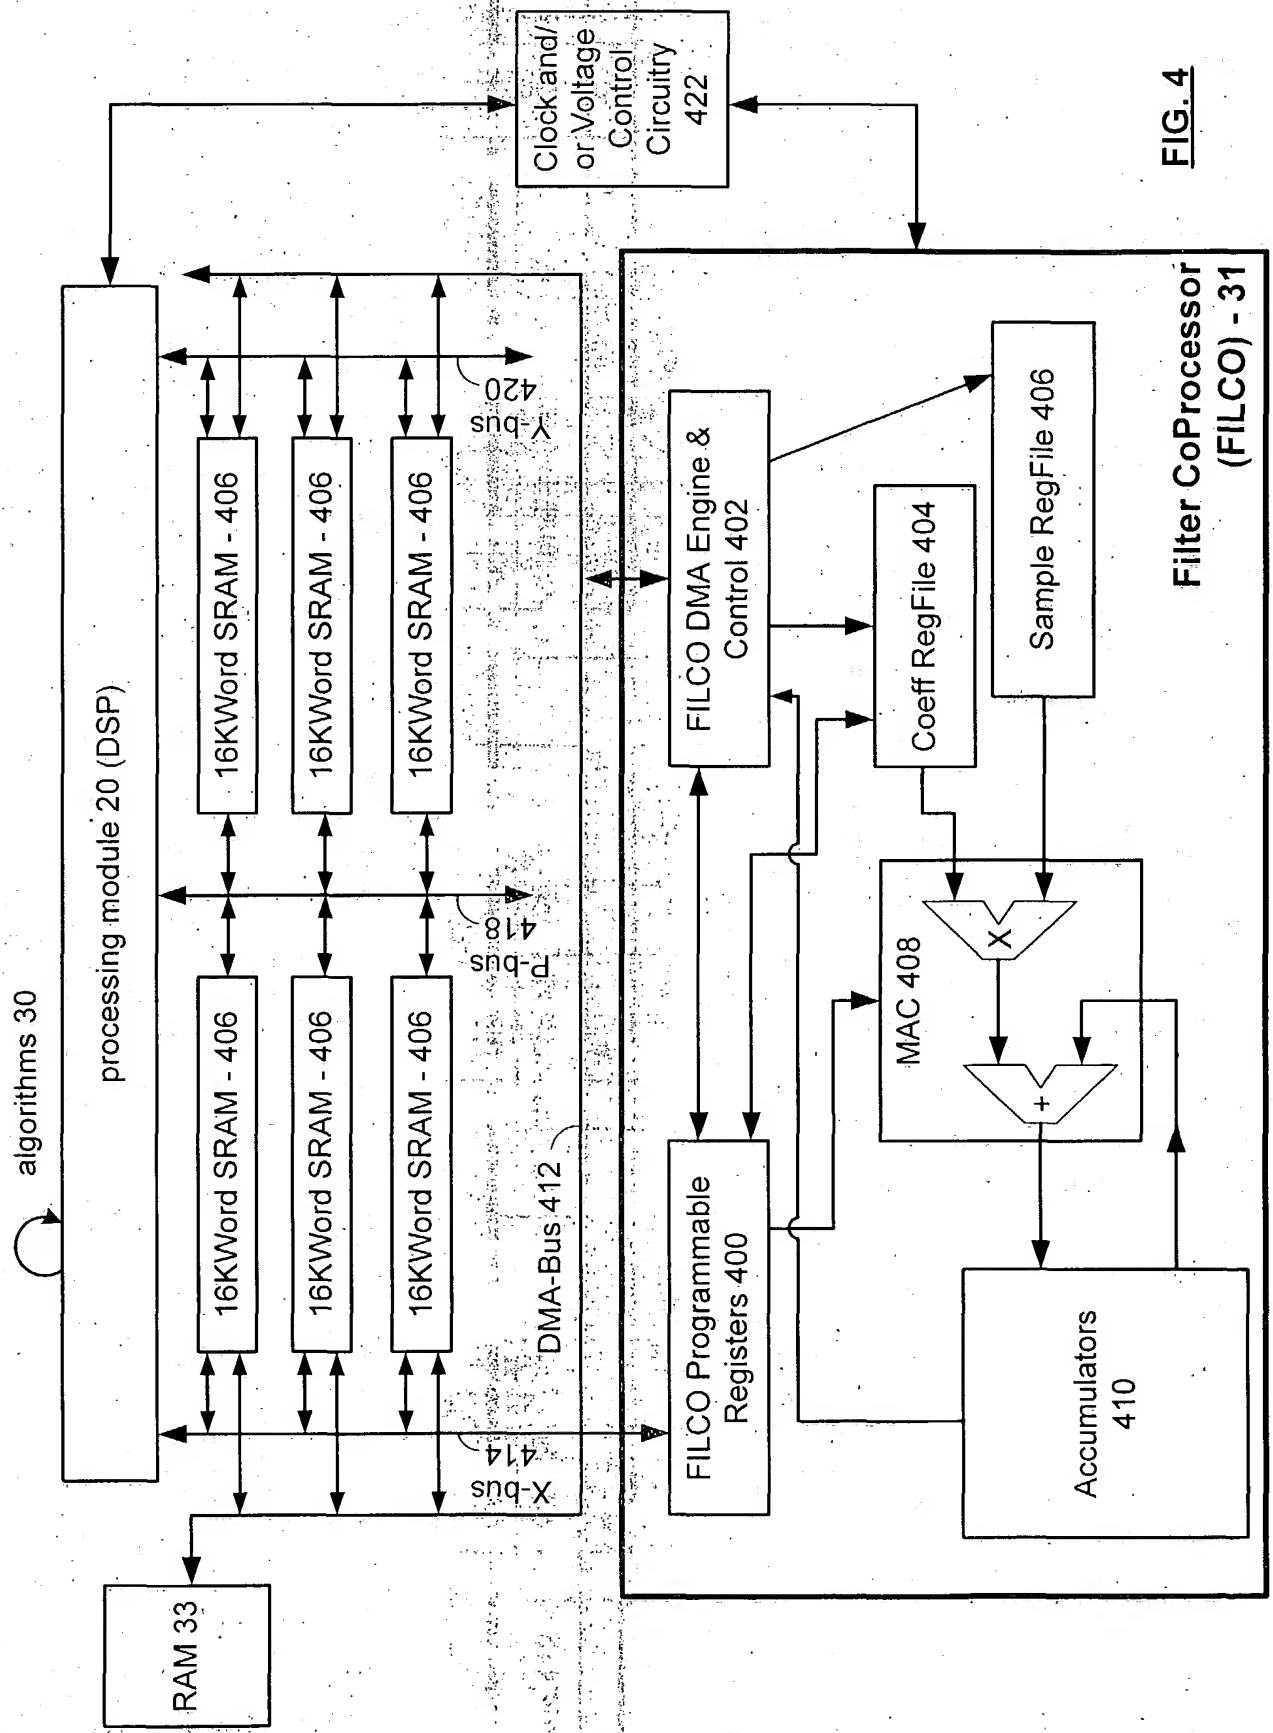 algorithms 30
processing module 20 (DSP)
RAM 33
16KWord SRAM - 406
16KWord SRAM - 406
16KWord SRAM - 406
16KWord SRAM - 406
16KWord SRAM - 406
16KWord SRAM - 406
X-bus
414
P-bus
418
Y-bus
420
DMA-Bus 412
Clock and/
or Voltage
Control
Circuitry
422
FILCO Programmable
Registers 400
FILCO DMA Engine &
Control 402
Coeff RegFile 404
Sample RegFile 406
MAC 408
X
+
Accumulators
410
Filter CoProcessor
(FILCO) - 31
FIG. 4